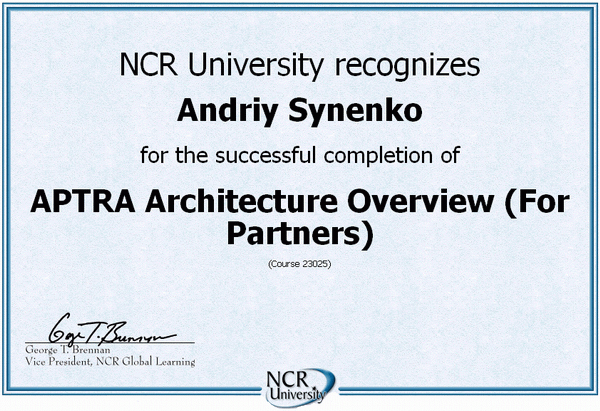 NCR University recognizes
Andriy Synenko
for the successful completion of
APTRA Architecture Overview (For
Partners)
(Course 23025)
George T. Brennan
George T. Brennan
Vice President, NCR Global Learning
NCR
University